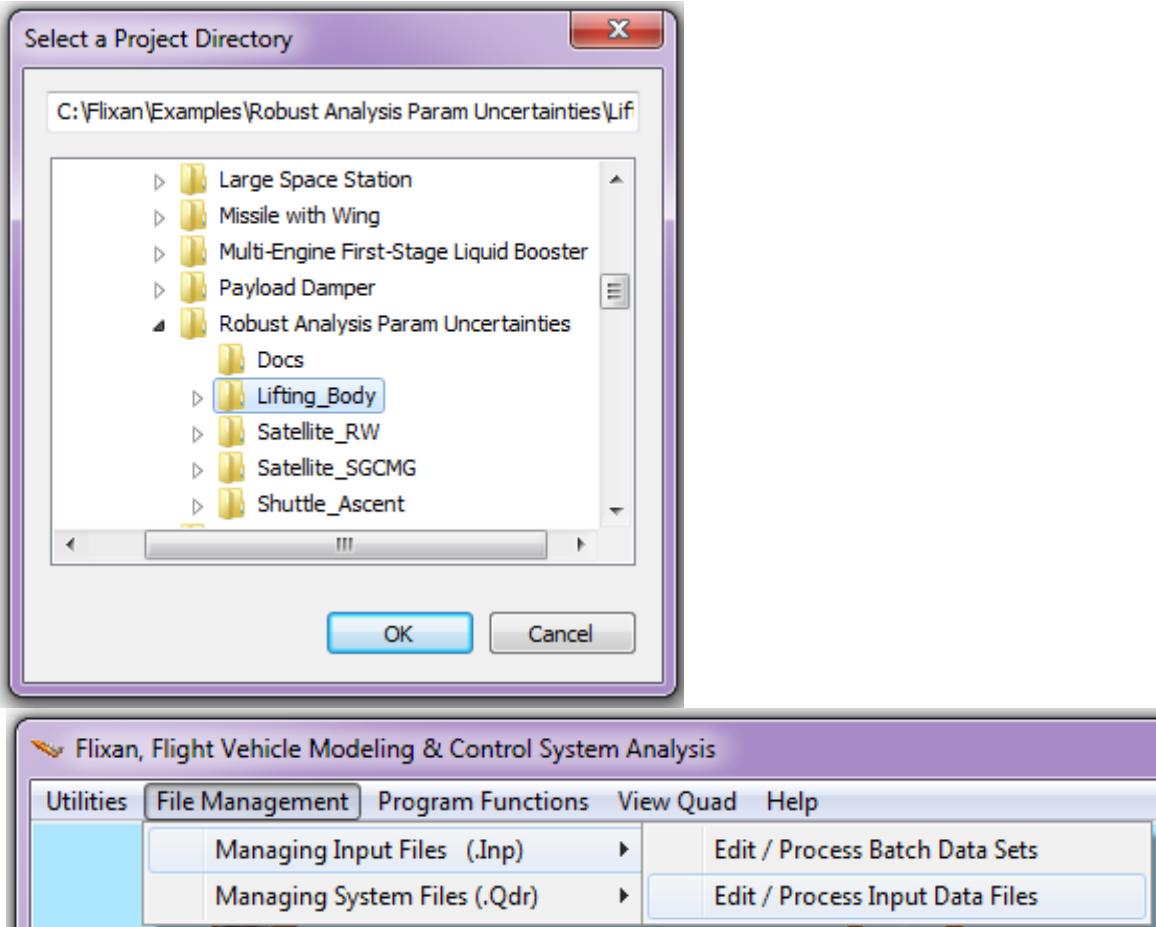 Select a Project Directory
C:\Flixan\Examples\Robust Analysis Param Uncertainties\Lif
Large Space Station
Missile with Wing
Multi-Engine First-Stage Liquid Booster
Payload Damper
Robust Analysis Param Uncertainties
Docs
Lifting_Body
Satellite_RW
Satellite_SGCMG
Shuttle_Ascent
OK Cancel
Flixan, Flight Vehicle Modeling & Control System Analysis
Utilities File Management Program Functions View Quad Help
Managing Input Files (.Inp) Edit / Process Batch Data Sets
Managing System Files (.Qdr) Edit / Process Input Data Files